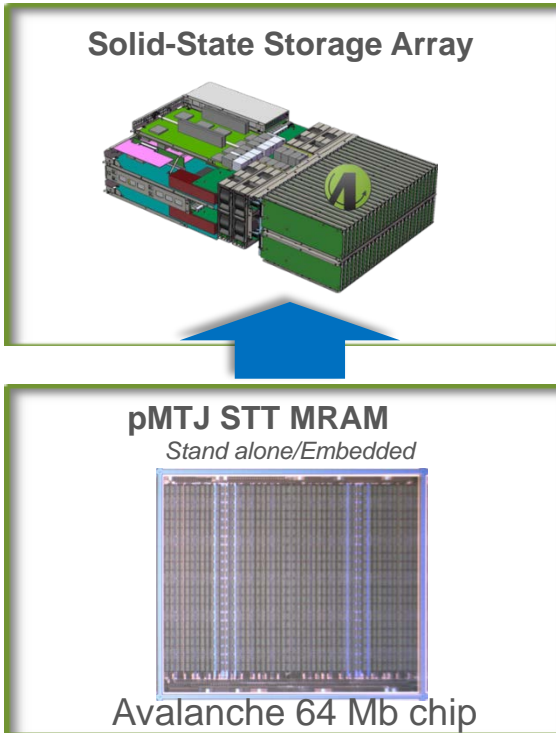 Solid-State Storage Array
pMTJ STT MRAM
Stand alone/Embedded
Avalanche 64 Mb chip